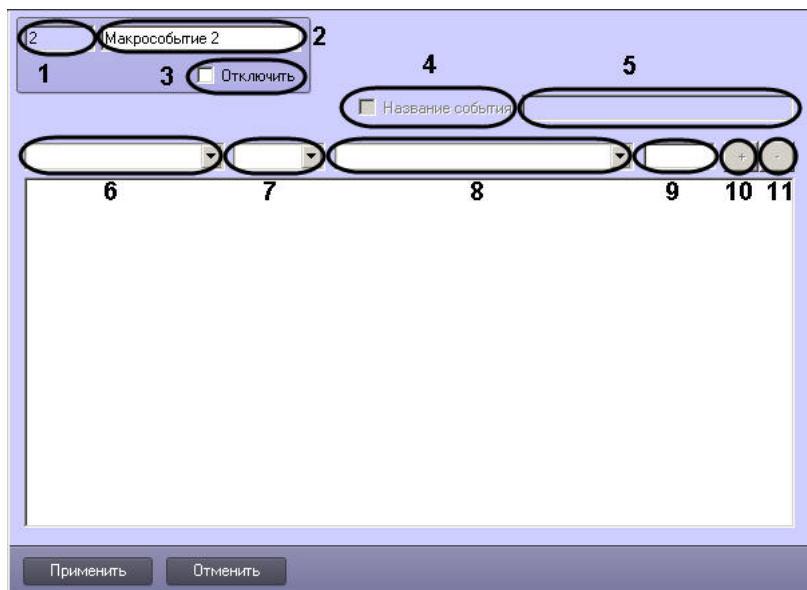 2 Макрособытие 2 2
1 3 Отключить
4 5
Название события
6 7 8 9 10 11
+ -
Применить Отменить